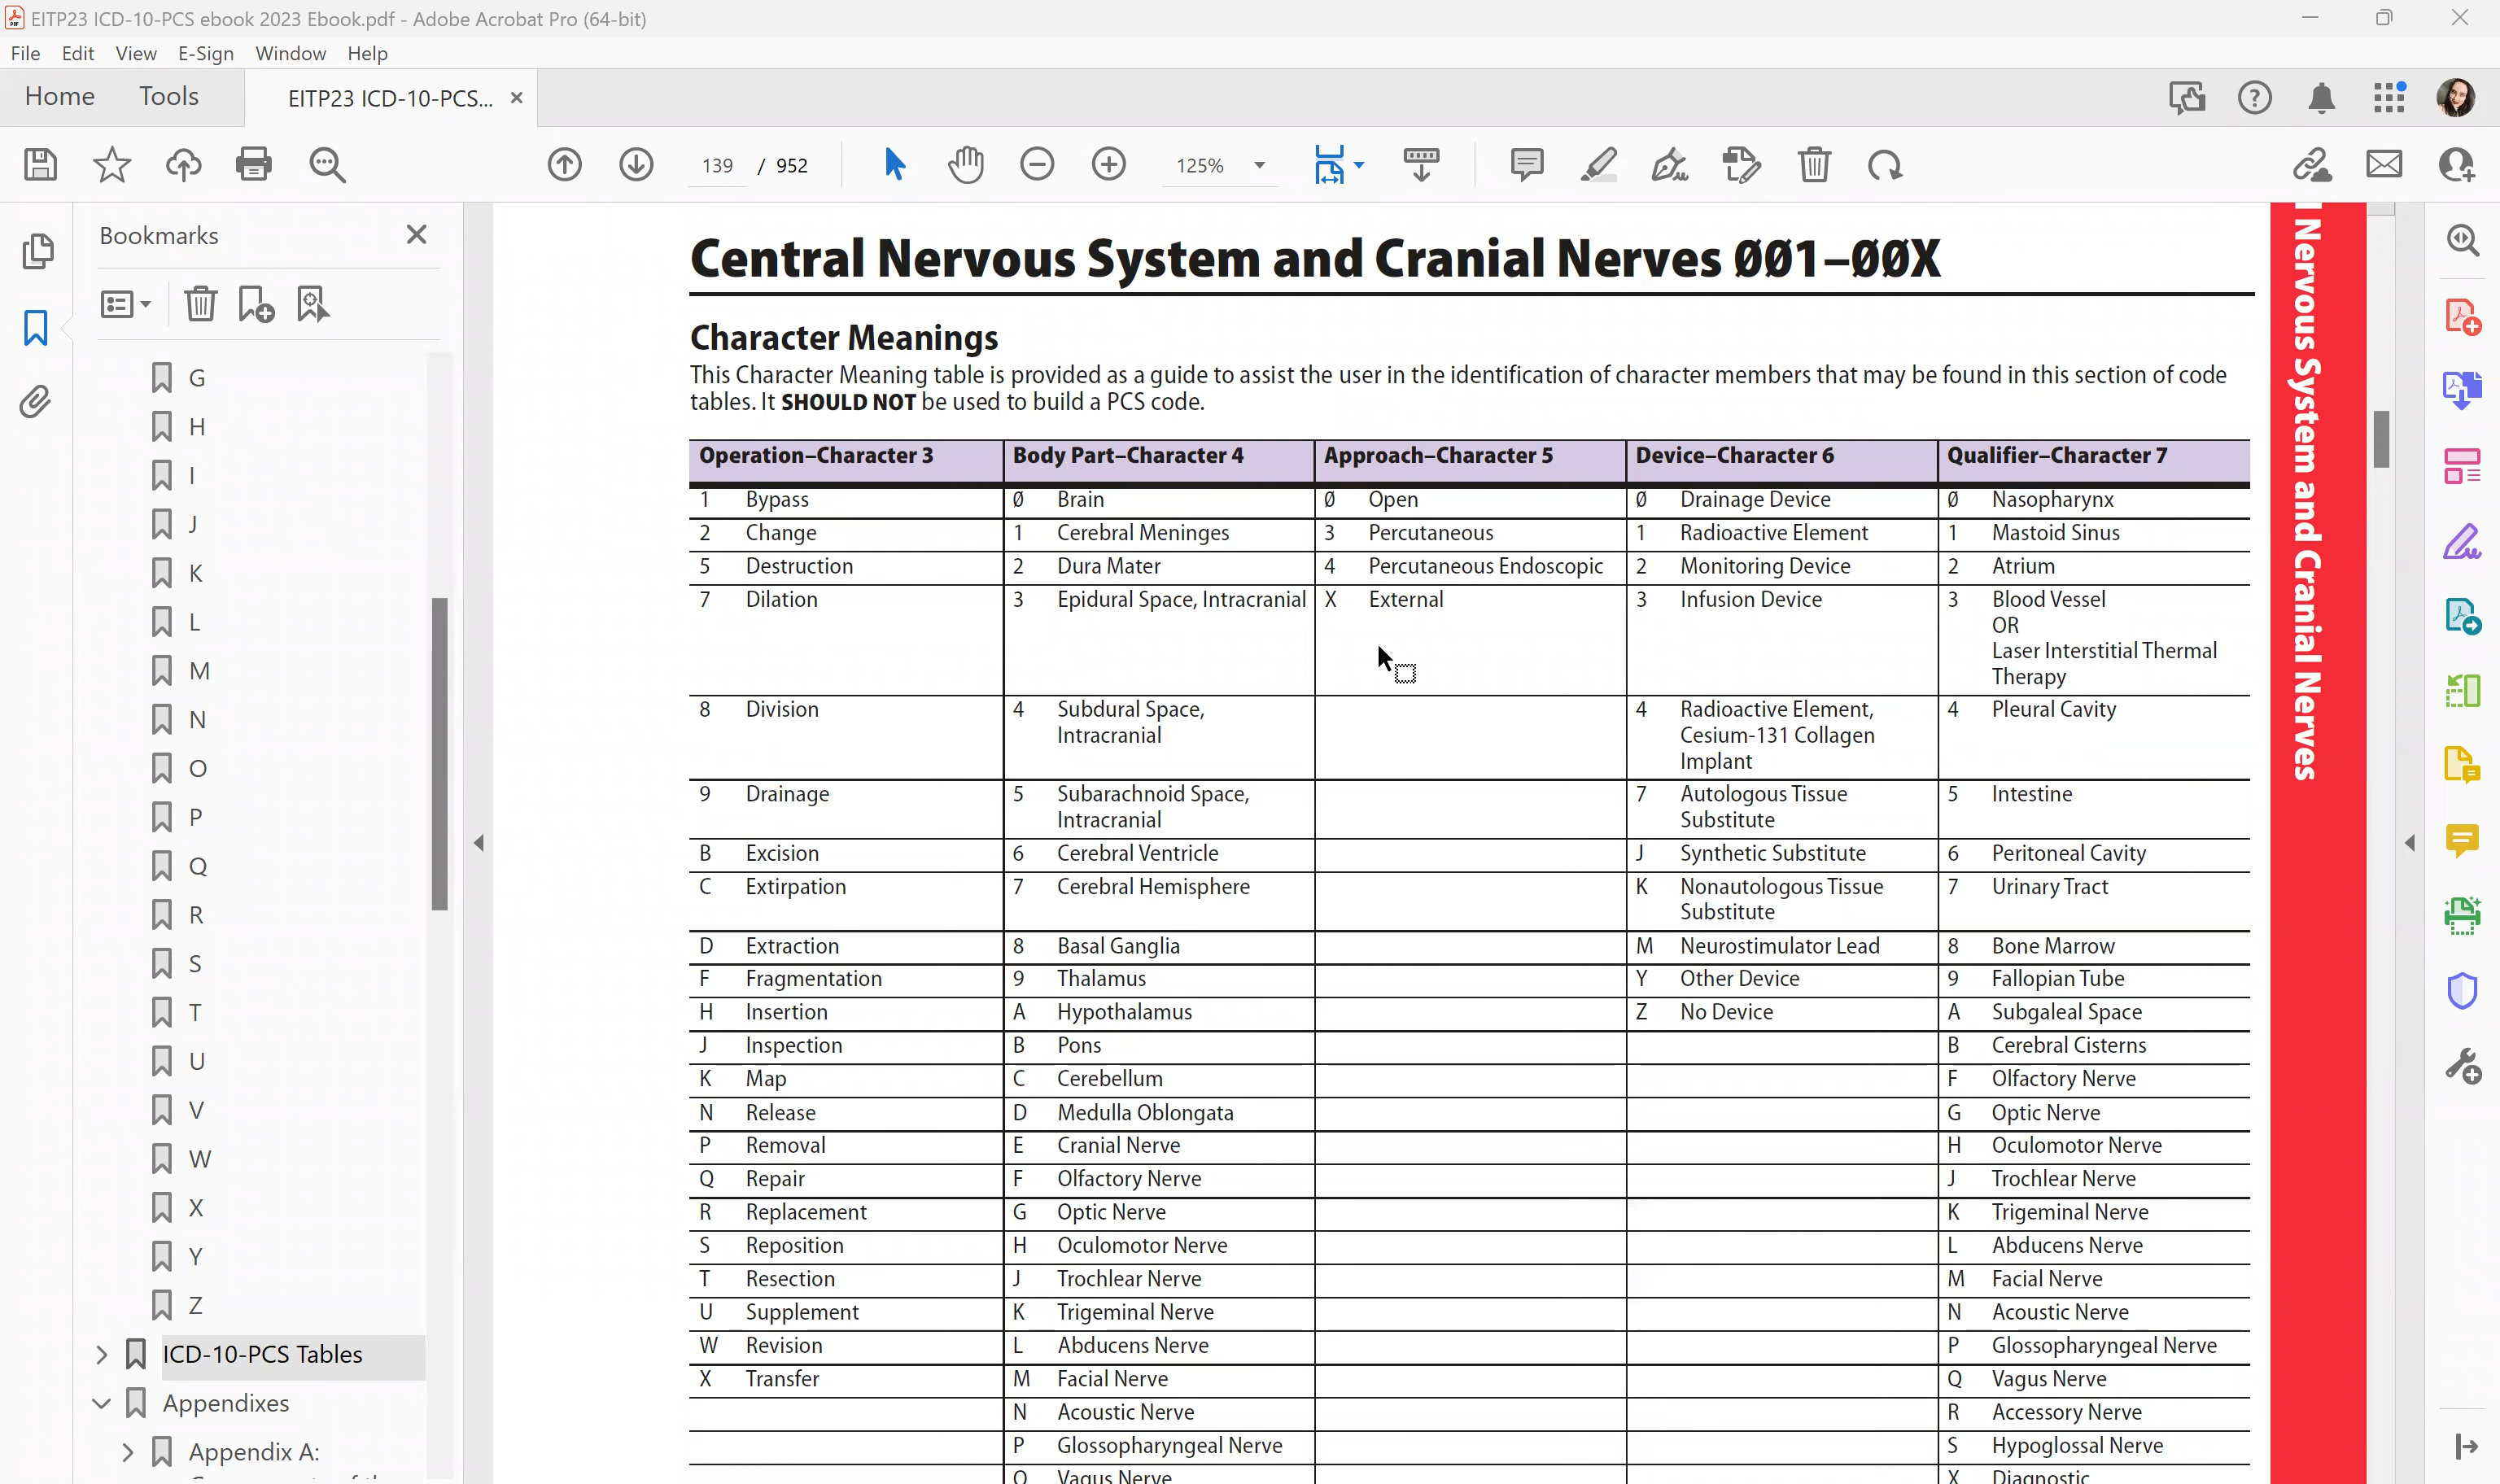 EITP23 ICD-10-PCS ebook 2023 Ebook.pdf - Adobe Acrobat Pro (64-bit)
File Edit View E-Sign Window Help
Home Tools EITP23 ICD-10-PCS... ×
139 / 952 125%
Bookmarks
G
H
I
J
K
L
M
N
O
P
Q
R
S
T
U
V
W
X
Y
Z
ICD-10-PCS Tables
Appendixes
Appendix A:
Central Nervous System and Cranial Nerves ØØ1–ØØX
Character Meanings
This Character Meaning table is provided as a guide to assist the user in the identification of character members that may be found in this section of code
tables. It SHOULD NOT be used to build a PCS code.
Operation–Character 3 Body Part–Character 4 Approach–Character 5 Device–Character 6 Qualifier–Character 7
1 Bypass Ø Brain Ø Open Ø Drainage Device Ø Nasopharynx
2 Change 1 Cerebral Meninges 3 Percutaneous 1 Radioactive Element 1 Mastoid Sinus
5 Destruction 2 Dura Mater 4 Percutaneous Endoscopic 2 Monitoring Device 2 Atrium
7 Dilation 3 Epidural Space, Intracranial X External 3 Infusion Device 3 Blood Vessel
OR
Laser Interstitial Thermal
Therapy
8 Division 4 Subdural Space, 4 Radioactive Element, 4 Pleural Cavity
Intracranial Cesium-131 Collagen
Implant
9 Drainage 5 Subarachnoid Space, 7 Autologous Tissue 5 Intestine
Intracranial Substitute
B Excision 6 Cerebral Ventricle J Synthetic Substitute 6 Peritoneal Cavity
C Extirpation 7 Cerebral Hemisphere K Nonautologous Tissue 7 Urinary Tract
Substitute
D Extraction 8 Basal Ganglia M Neurostimulator Lead 8 Bone Marrow
F Fragmentation 9 Thalamus Y Other Device 9 Fallopian Tube
H Insertion A Hypothalamus Z No Device A Subgaleal Space
J Inspection B Pons B Cerebral Cisterns
K Map C Cerebellum F Olfactory Nerve
N Release D Medulla Oblongata G Optic Nerve
P Removal E Cranial Nerve H Oculomotor Nerve
Q Repair F Olfactory Nerve J Trochlear Nerve
R Replacement G Optic Nerve K Trigeminal Nerve
S Reposition H Oculomotor Nerve L Abducens Nerve
T Resection J Trochlear Nerve M Facial Nerve
U Supplement K Trigeminal Nerve N Acoustic Nerve
W Revision L Abducens Nerve P Glossopharyngeal Nerve
X Transfer M Facial Nerve Q Vagus Nerve
N Acoustic Nerve R Accessory Nerve
P Glossopharyngeal Nerve S Hypoglossal Nerve
Q Vagus Nerve X Diagnostic
Nervous System and Cranial Nerves